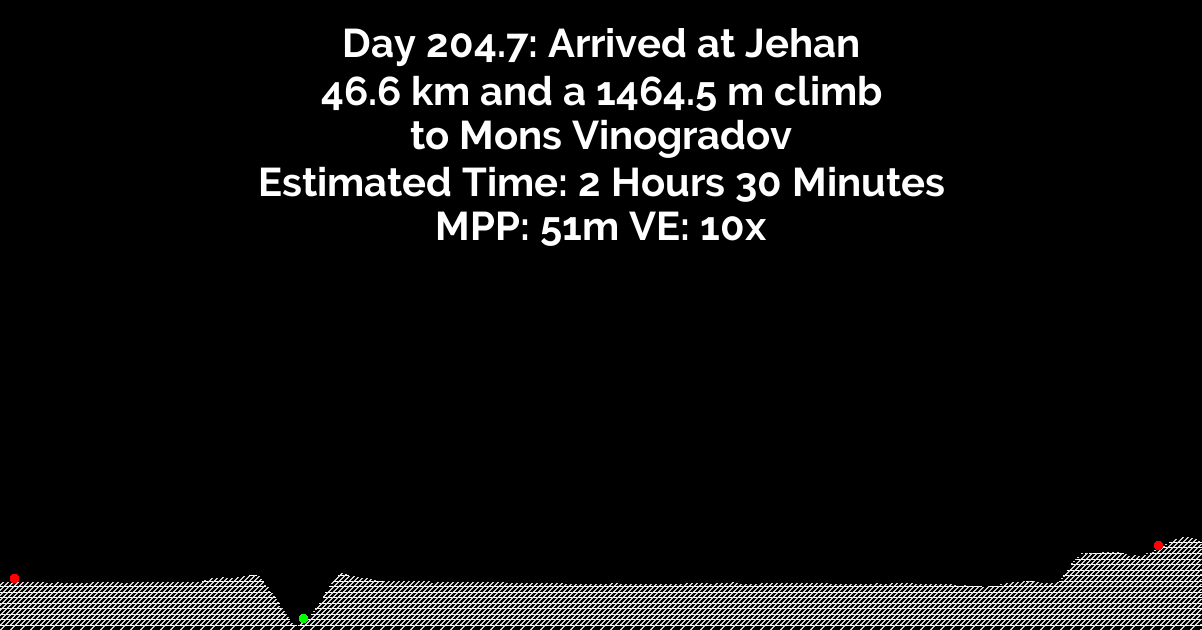 Day 204.7: Arrived at Jehan
46.6 km and a 1464.5 m climb
to Mons Vinogradov
Estimated Time: 2 Hours 30 Minutes
MPP: 51m VE: 10x